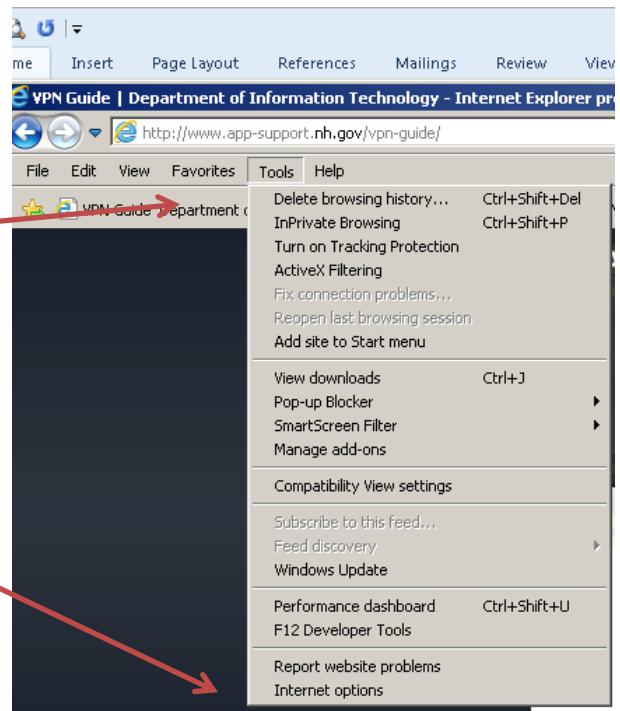 me Insert Page Layout References Mailings Review View
VPN Guide | Department of Information Technology - Internet Explorer pr
http://www.app-support.nh.gov/vpn-guide/
File Edit View Favorites Tools Help
VPN Guide Department
Delete browsing history... Ctrl+Shift+Del
InPrivate Browsing Ctrl+Shift+P
Turn on Tracking Protection
ActiveX Filtering
Fix connection problems...
Reopen last browsing session
Add site to Start menu
View downloads Ctrl+J
Pop-up Blocker
SmartScreen Filter
Manage add-ons
Compatibility View settings
Subscribe to this feed...
Feed discovery
Windows Update
Performance dashboard Ctrl+Shift+U
F12 Developer Tools
Report website problems
Internet options